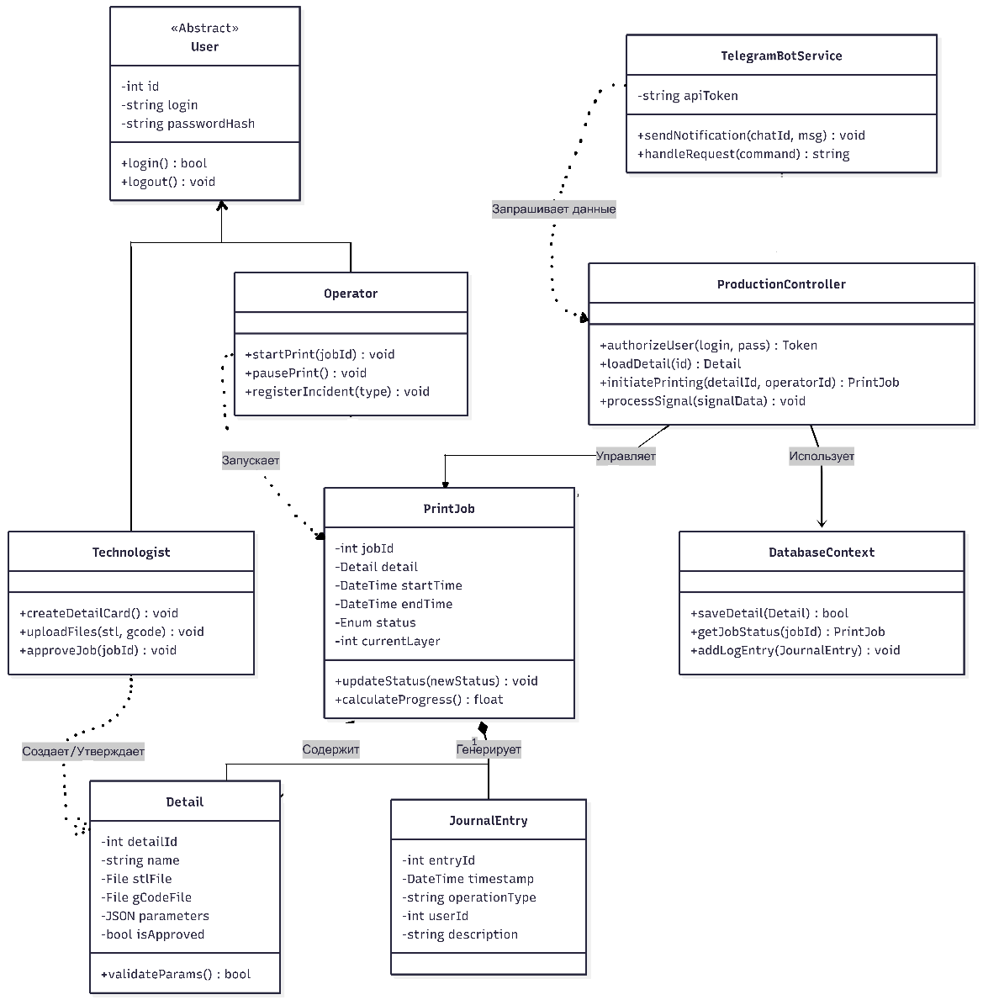 «Abstract»
User
-int id
-string login
-string passwordHash
+login() : bool
+logout() : void
TelegramBotService
-string apiToken
+sendNotification(chatId, msg) : void
+handleRequest(command) : string
Запрашивает данные
Operator
+startPrint(jobId) : void
+pausePrint() : void
+registerIncident(type) : void
ProductionController
+authorizeUser(login, pass) : Token
+loadDetail(id) : Detail
+initiatePrinting(detailId, operatorId) : PrintJob
+processSignal(signalData) : void
Запускает
Управляет
Использует
Technologist
+createDetailCard() : void
+uploadFiles(stl, gcode) : void
+approveJob(jobId) : void
PrintJob
-int jobId
-Detail detail
-DateTime startTime
-DateTime endTime
-Enum status
-int currentLayer
+updateStatus(newStatus) : void
+calculateProgress() : float
DatabaseContext
+saveDetail(Detail) : bool
+getJobStatus(jobId) : PrintJob
+addLogEntry(JournalEntry) : void
Создает/Утверждает
Содержит
1
Генерирует
Detail
-int detailId
-string name
-File stlFile
-File gCodeFile
-JSON parameters
-bool isApproved
+validateParams() : bool
JournalEntry
-int entryId
-DateTime timestamp
-string operationType
-int userId
-string description